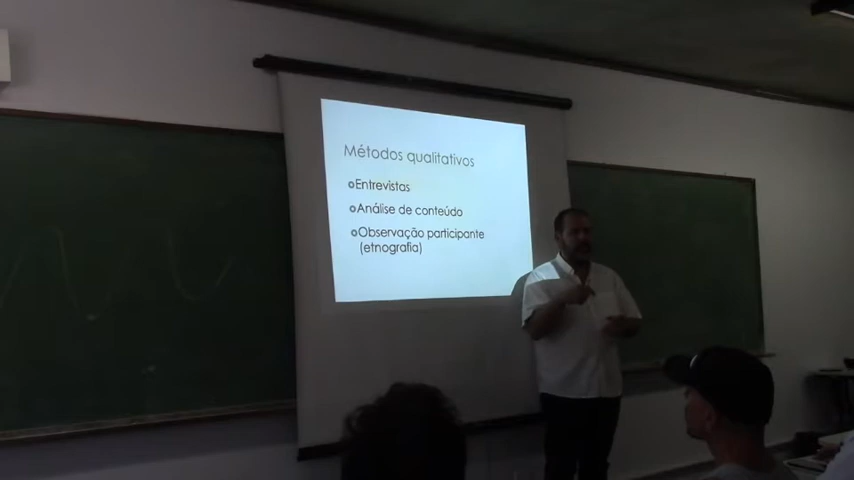 Métodos qualitativos
Entrevistas
Análise de conteúdo
Observação participante
(etnografia)